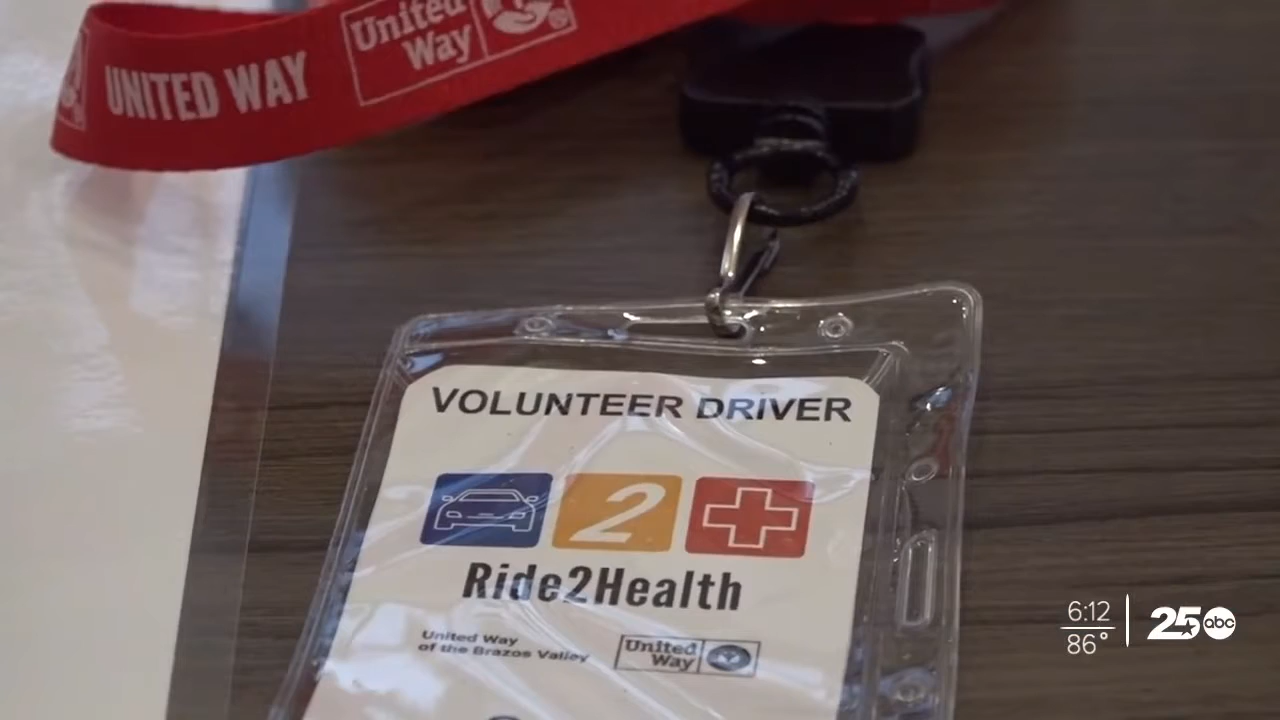 UNITED WAY
United
Way
VOLUNTEER DRIVER
2
Ride2Health
United Way
of the Brazos Valley
United
Way
6:12
86°
25 abc